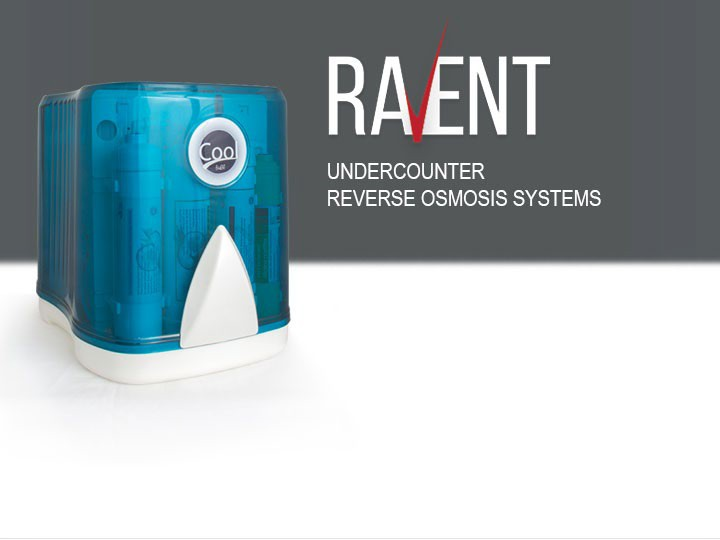 RAVENT
UNDERCOUNTER
REVERSE OSMOSIS SYSTEMS
Cool